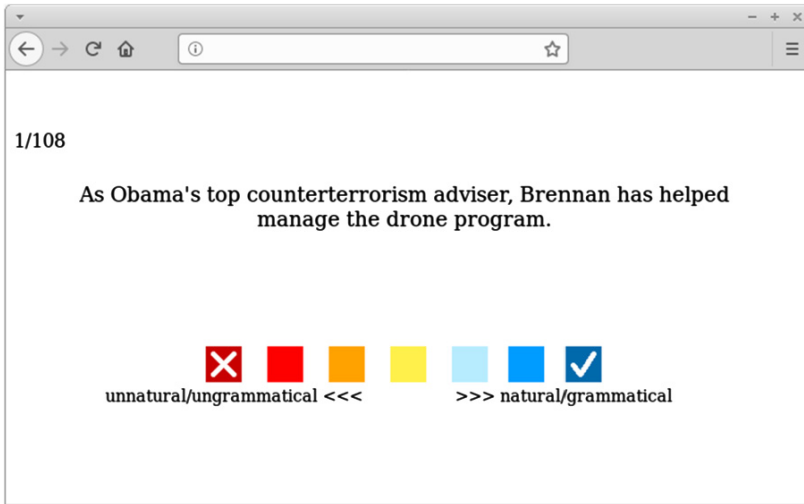 1/108
As Obama's top counterterrorism adviser, Brennan has helped
manage the drone program.
unnatural/ungrammatical <<< >>> natural/grammatical